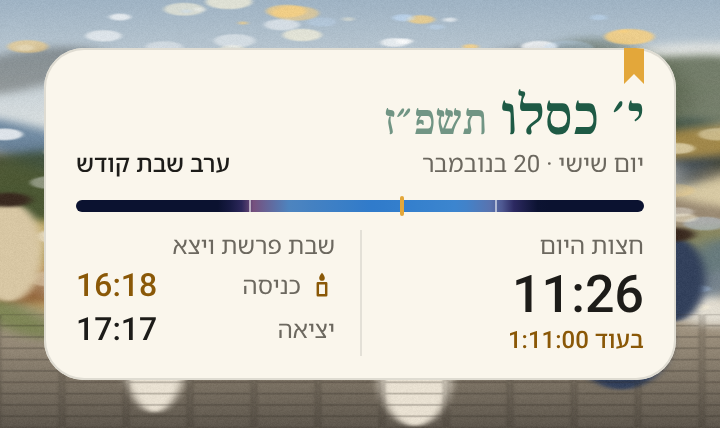 י׳ כסלו תשפ״ז
יום שישי · 20 בנובמבר
ערב שבת קודש
חצות היום
11:26
בעוד 1:11:00
שבת פרשת ויצא
כניסה 16:18
יציאה 17:17